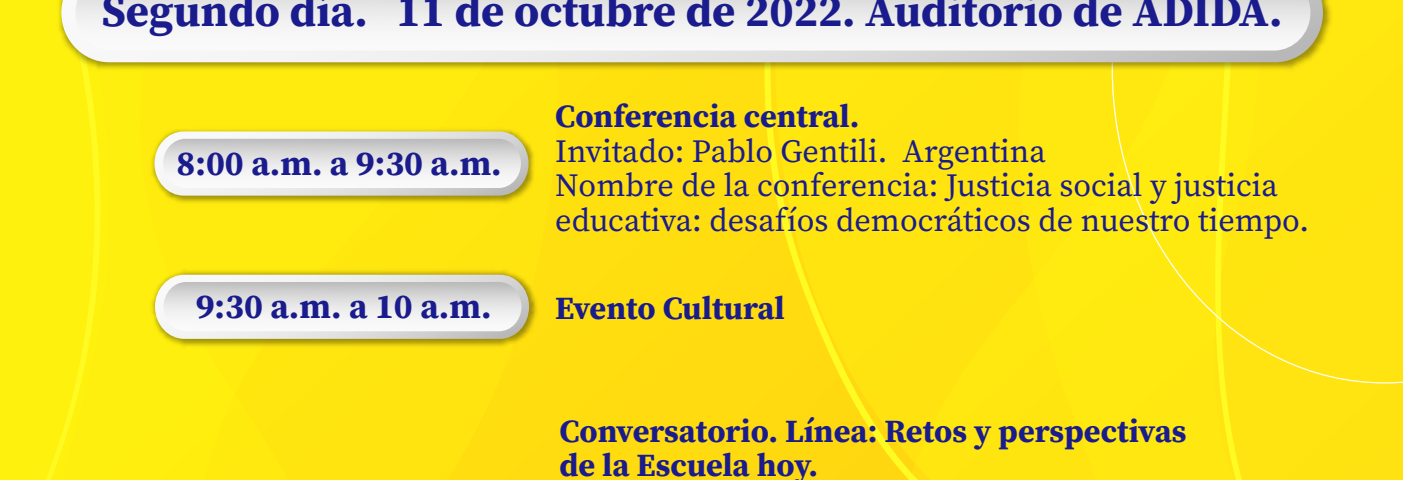 Segundo día. 11 de octubre de 2022. Auditorio de ADIDA.
8:00 a.m. a 9:30 a.m.
Conferencia central.
Invitado: Pablo Gentili. Argentina
Nombre de la conferencia: Justicia social y justicia
educativa: desafíos democráticos de nuestro tiempo.
9:30 a.m. a 10 a.m.
Evento Cultural
Conversatorio. Línea: Retos y perspectivas
de la Escuela hoy.